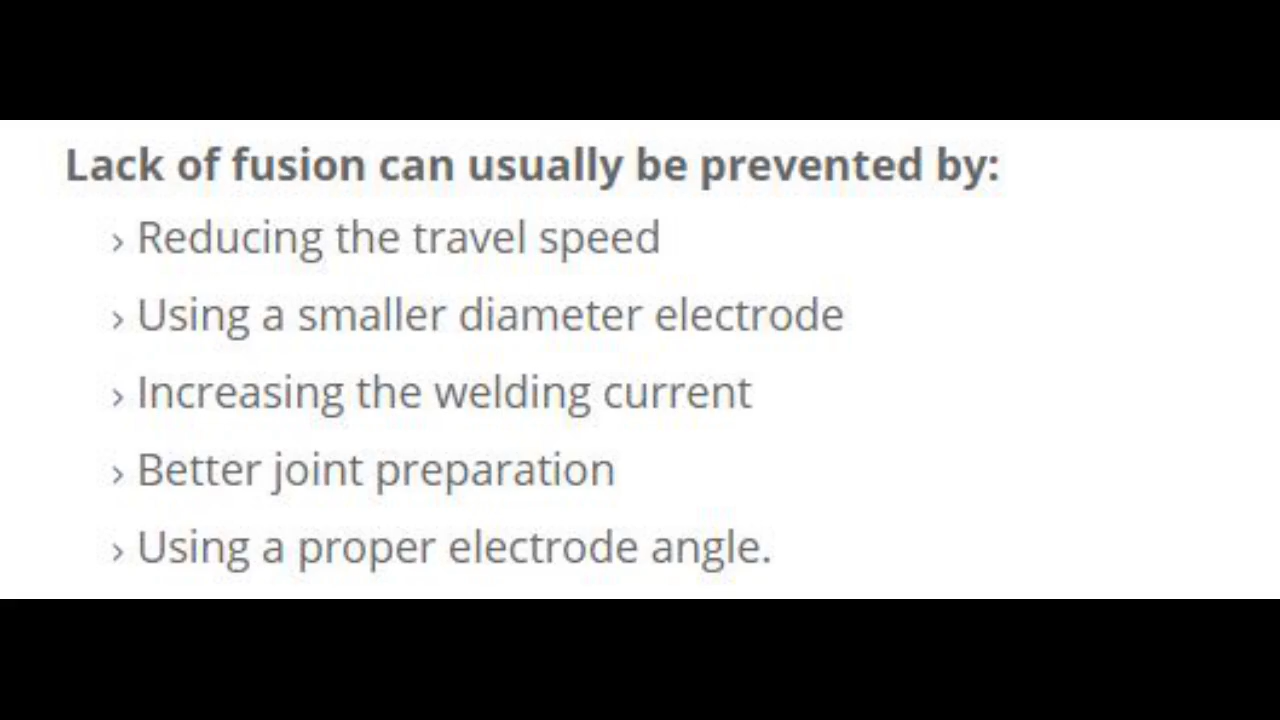 Lack of fusion can usually be prevented by:
› Reducing the travel speed
› Using a smaller diameter electrode
› Increasing the welding current
› Better joint preparation
› Using a proper electrode angle.